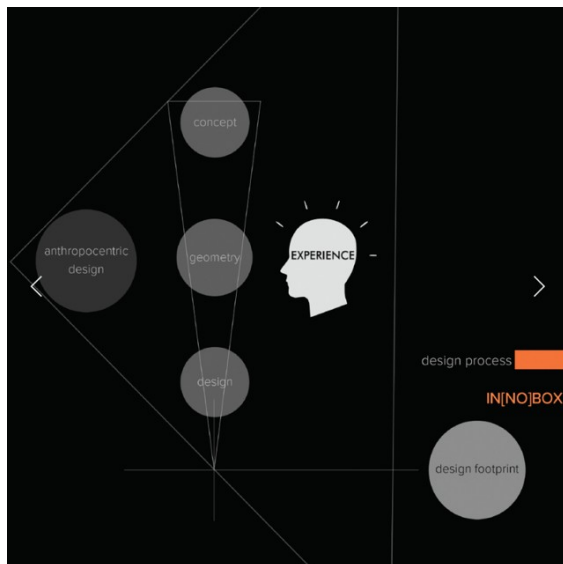 concept
anthropocentric
design
geometry
EXPERIENCE
design
design process
IN[NO]BOX
design footprint